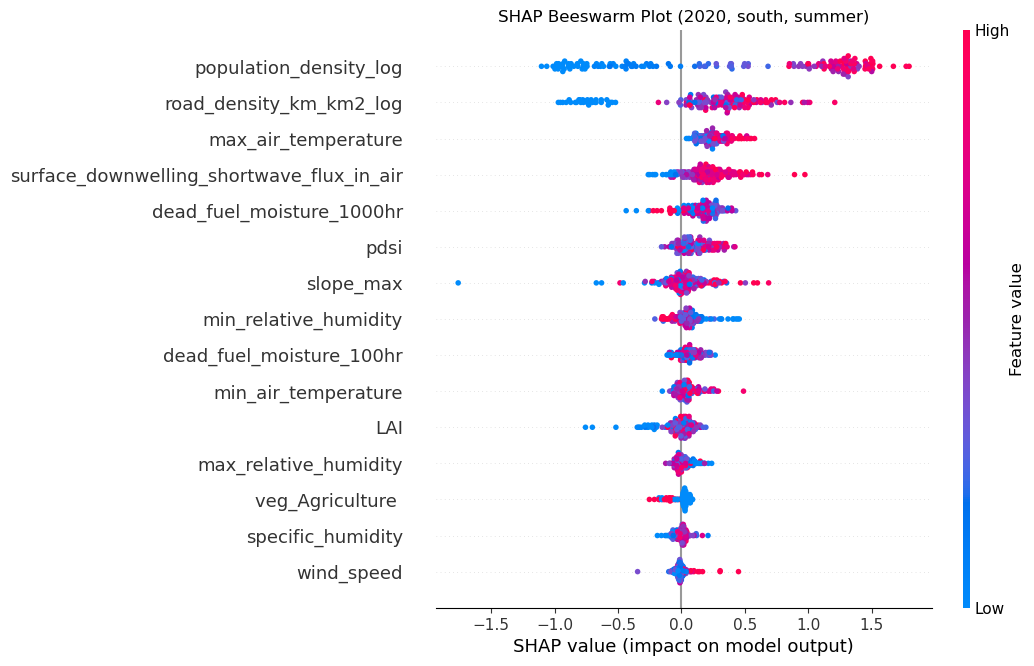 SHAP Beeswarm Plot (2020, south, summer)
High
population_density_log
road_density_km_km2_log
max_air_temperature
surface_downwelling_shortwave_flux_in_air
dead_fuel_moisture_1000hr
pdsi
slope_max
min_relative_humidity
dead_fuel_moisture_100hr
min_air_temperature
LAI
max_relative_humidity
veg_Agriculture
specific_humidity
wind_speed
Feature value
Low
−1.5 −1.0 −0.5 0.0 0.5 1.0 1.5
SHAP value (impact on model output)